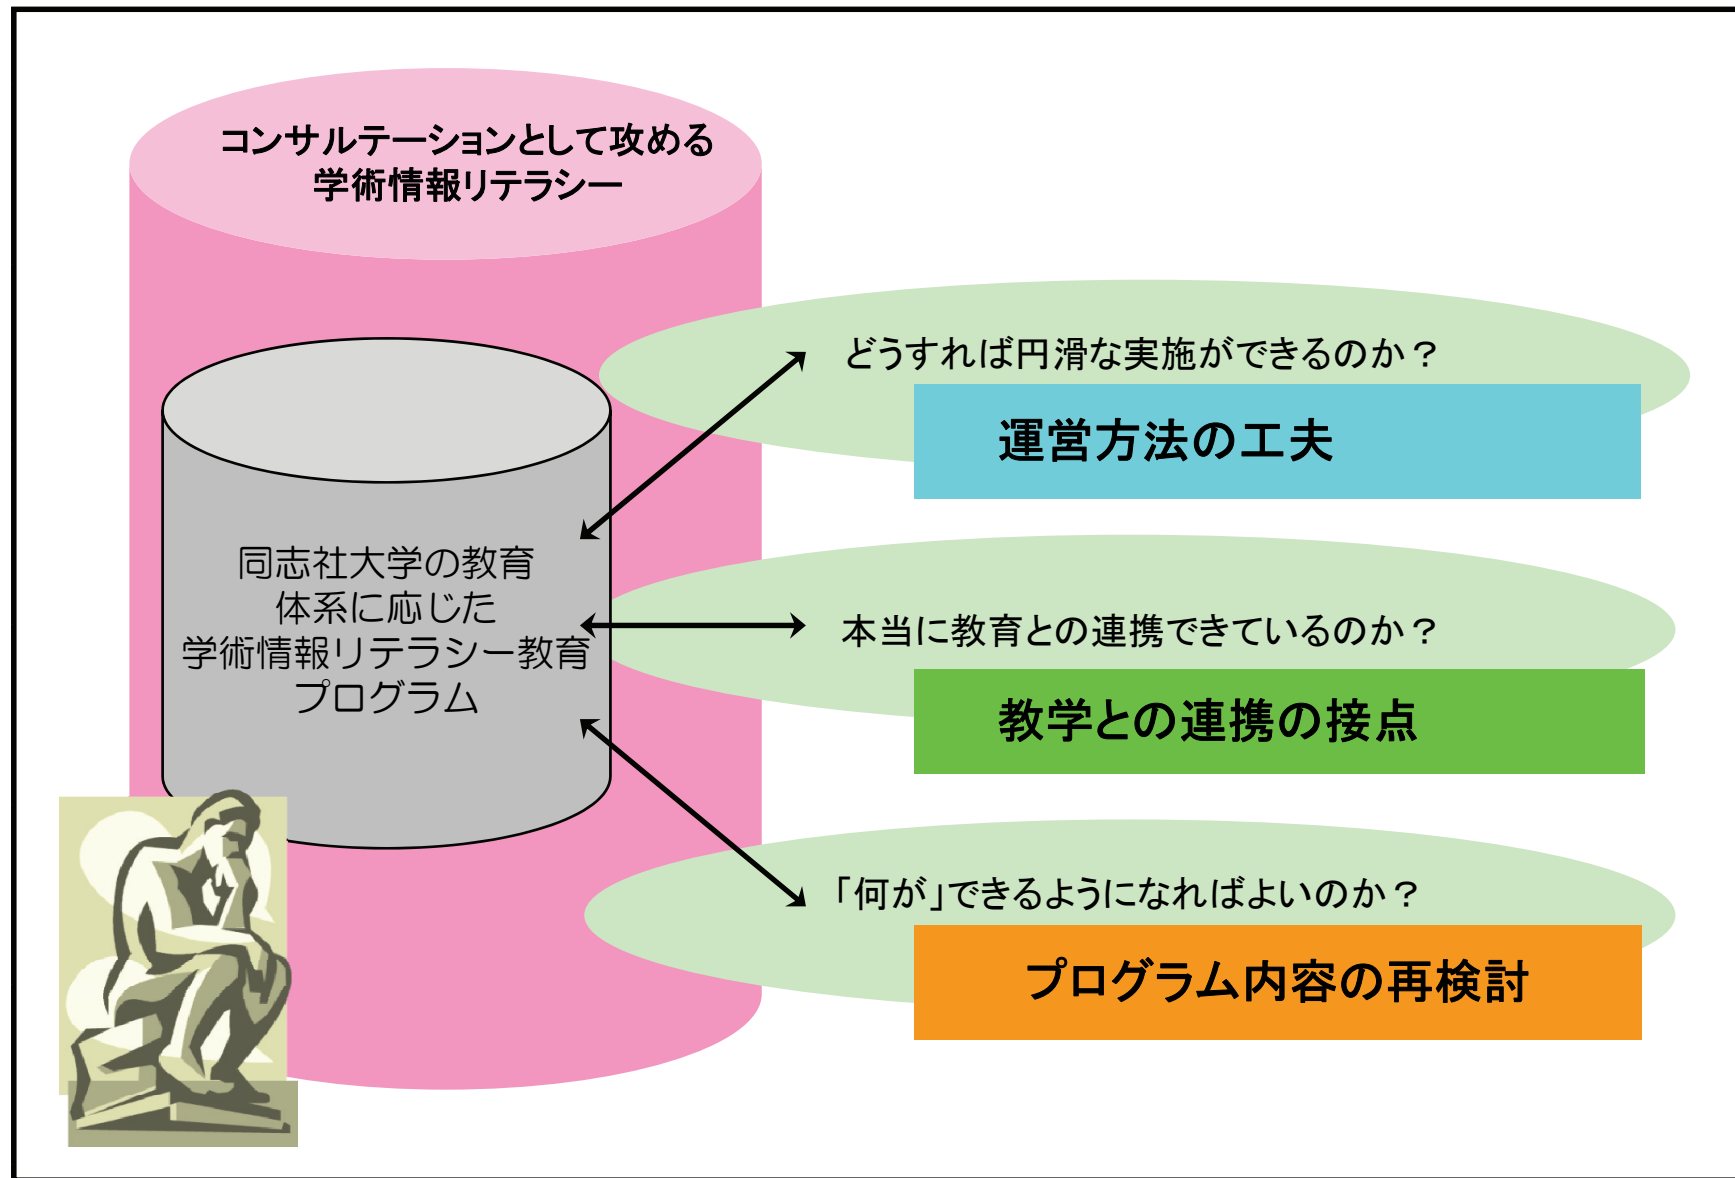 コンサルテーションとして攻める
学術情報リテラシー
どうすれば円滑な実施ができるのか？
運営方法の工夫
同志社大学の教育
体系に応じた
学術情報リテラシー教育
プログラム
本当に教育との連携できているのか？
教学との連携の接点
「何が」できるようになればよいのか？
プログラム内容の再検討